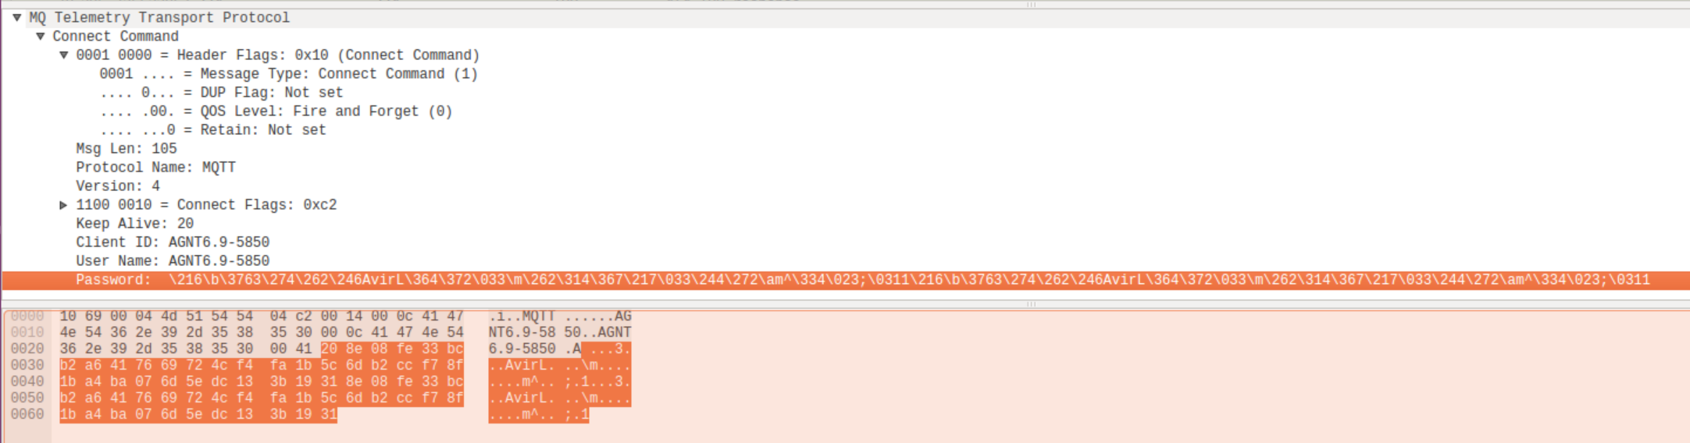 MQ Telemetry Transport Protocol
Connect Command
0001 0000 = Header Flags: 0x10 (Connect Command)
0001 .... = Message Type: Connect Command (1)
.... 0... = DUP Flag: Not set
.... .00. = QOS Level: Fire and Forget (0)
.... ...0 = Retain: Not set
Msg Len: 105
Protocol Name: MQTT
Version: 4
1100 0010 = Connect Flags: 0xc2
Keep Alive: 20
Client ID: AGNT6.9-5850
User Name: AGNT6.9-5850
Password:  \216\b\3763\274\262\246AvirL\364\372\033\m\262\314\367\217\033\244\272\am^\334\023;\0311\216\b\3763\274\262\246AvirL\364\372\033\m\262\314\367\217\033\244\272\am^\334\023;\0311
0000 10 69 00 04 4d 51 54 54 04 c2 00 14 00 0c 41 47 .i..MQTT ......AG
0010 4e 54 36 2e 39 2d 35 38 35 30 00 0c 41 47 4e 54 NT6.9-58 50..AGNT
0020 36 2e 39 2d 35 38 35 30 00 41 20 8e 08 fe 33 bc 6.9-5850 .A ...3.
0030 b2 a6 41 76 69 72 4c f4 fa 1b 5c 6d b2 cc f7 8f ..AvirL. ..\m....
0040 1b a4 ba 07 6d 5e dc 13 3b 19 31 8e 08 fe 33 bc ....m^.. ;.1...3.
0050 b2 a6 41 76 69 72 4c f4 fa 1b 5c 6d b2 cc f7 8f ..AvirL. ..\m....
0060 1b a4 ba 07 6d 5e dc 13 3b 19 31 ....m^.. ;.1